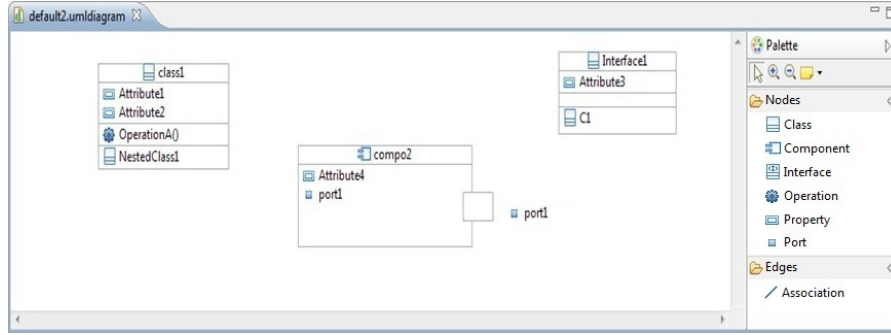 default2.umldiagram
class1
Attribute1
Attribute2
OperationA()
NestedClass1
Interface1
Attribute3
C1
compo2
Attribute4
port1
port1
Palette
Nodes
Class
Component
Interface
Operation
Property
Port
Edges
Association